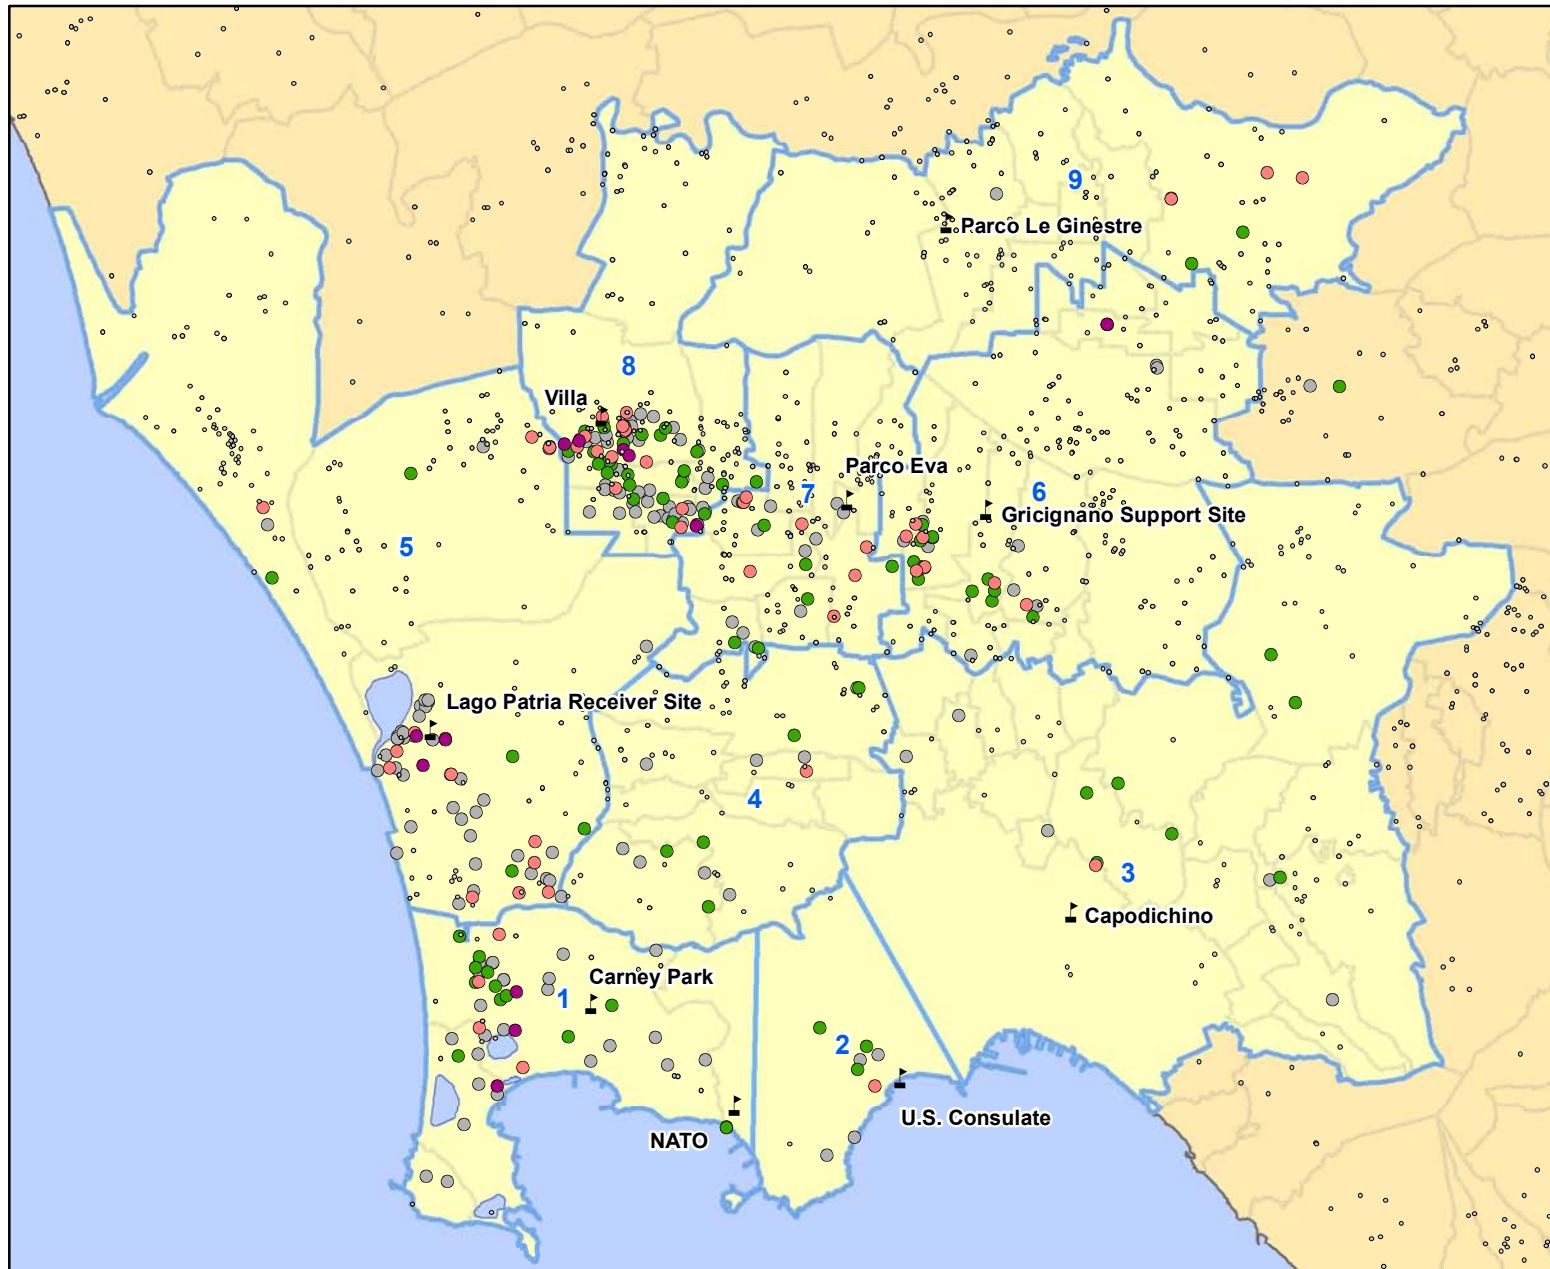 9
Parco Le Ginestre
8
Villa
Parco Eva
7
6
Gricignano Support Site
5
Lago Patria Receiver Site
4
3
Capodichino
Carney Park
1
2
U.S. Consulate
NATO